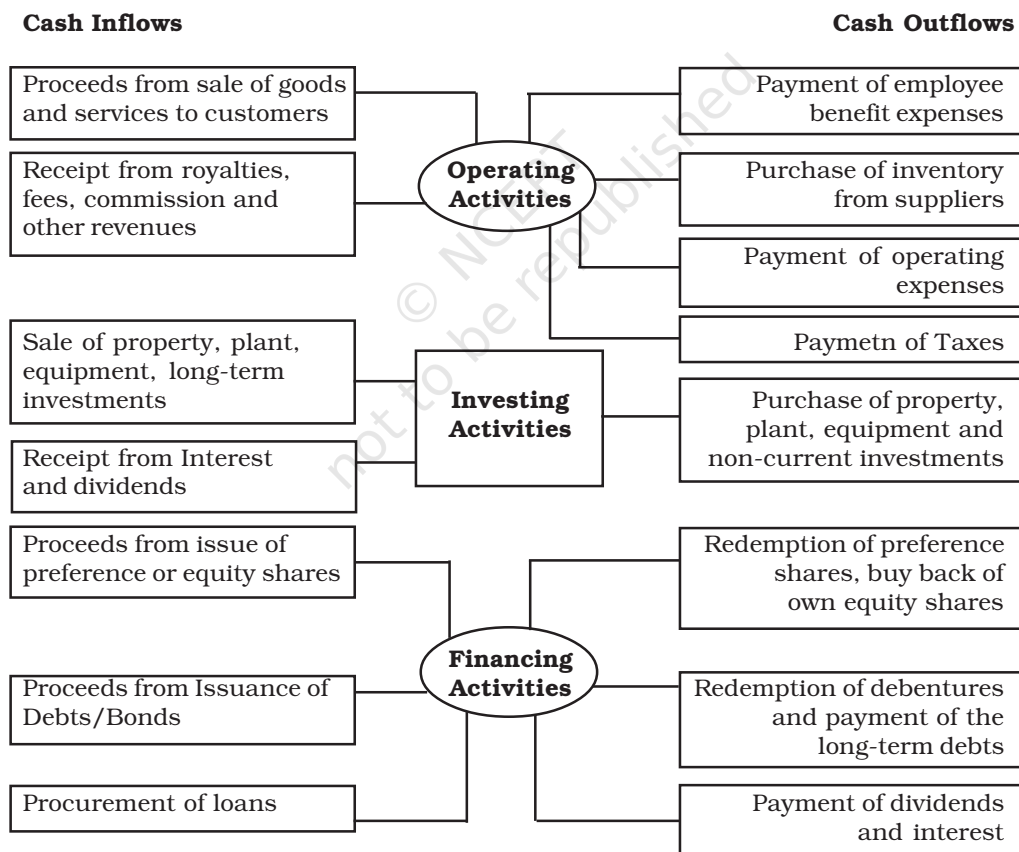 Cash Inflows
Cash Outflows
Proceeds from sale of goods
and services to customers
Receipt from royalties,
fees, commission and
other revenues
Operating
Activities
Payment of employee
benefit expenses
Purchase of inventory
from suppliers
Payment of operating
expenses
Paymetn of Taxes
Sale of property, plant,
equipment, long-term
investments
Receipt from Interest
and dividends
Investing
Activities
Purchase of property,
plant, equipment and
non-current investments
Proceeds from issue of
preference or equity shares
Proceeds from Issuance of
Debts/Bonds
Procurement of loans
Financing
Activities
Redemption of preference
shares, buy back of
own equity shares
Redemption of debentures
and payment of the
long-term debts
Payment of dividends
and interest
© NCERT
not to be republished